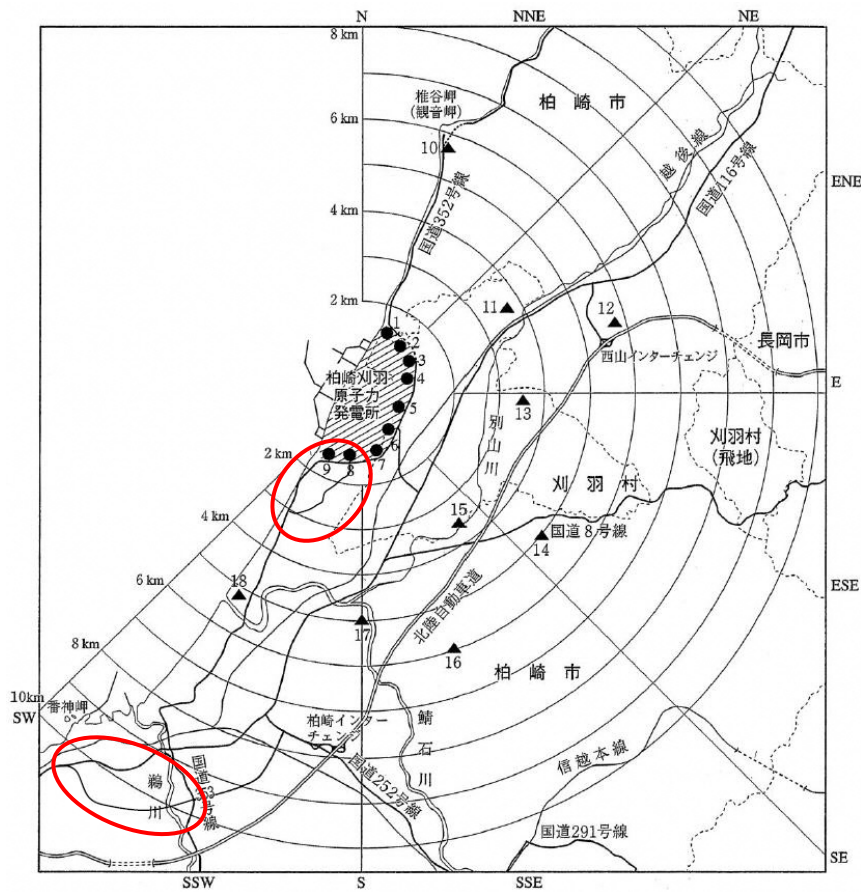 N
NNE
NE
8 km
椎谷岬
(観音岬)
柏崎市
6 km
10
越後線
国道116号線
ENE
国道352号線
4 km
2 km
11
12
1
2
3
4
5
6
7
8
9
西山インターチェンジ
長岡市
柏崎刈羽
原子力
発電所
E
13
別山川
刈羽村
(飛地)
2 km
刈羽村
15
国道8号線
14
4 km
北陸自動車道
6 km
18
ESE
17
16
8 km
柏崎市
10km
SW
番神岬
柏崎インター
チェンジ
鯖石川
信越本線
鵜川
国道353号線
国道252号線
国道291号線
SE
SSW
S
SSE